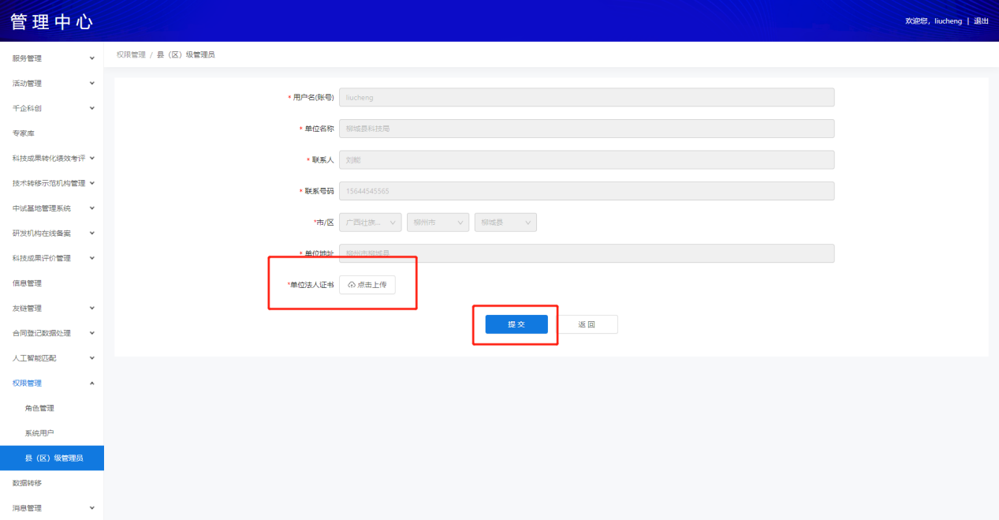 管理中心
欢迎您，liucheng | 退出
服务管理
活动管理
千企科创
专家库
科技成果转化绩效考评
技术转移示范机构管理
中试基地管理系统
研发机构在线备案
科技成果评价管理
信息管理
友链管理
合同登记数据处理
人工智能匹配
权限管理
角色管理
系统用户
县（区）级管理员
数据转移
消息管理
权限管理 / 县（区）级管理员
* 用户名(账号) liucheng
* 单位名称 柳城县科技局
* 联系人 刘能
* 联系号码 15644545565
*市/区 广西壮族... 柳州市 柳城县
* 单位地址 柳州市柳城县
*单位法人证书 点击上传
提交 返回